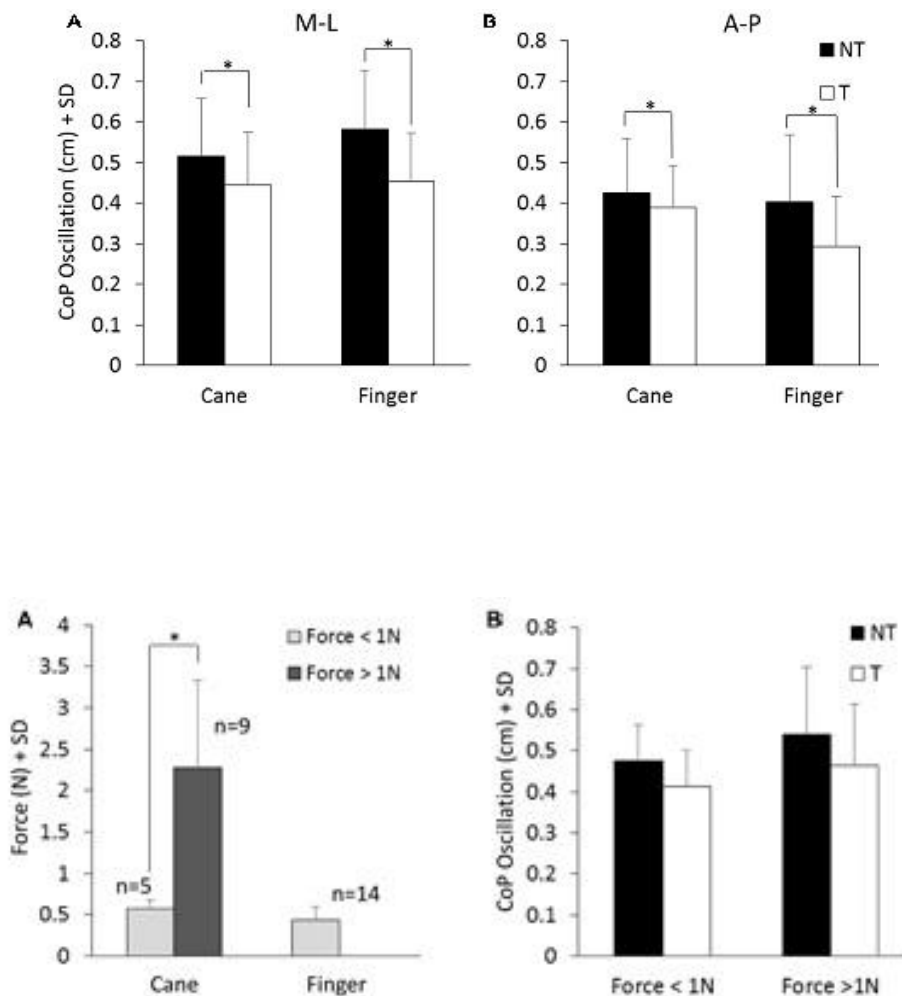 A
M-L
CoP Oscillation (cm) + SD
0.8
0.7
0.6
0.5
0.4
0.3
0.2
0.1
0
*
*
Cane
Finger
B
A-P
NT
T
0.8
0.7
0.6
0.5
0.4
0.3
0.2
0.1
0
*
*
Cane
Finger
A
Force (N) + SD
4
3.5
3
2.5
2
1.5
1
0.5
0
Force < 1N
Force > 1N
*
n=9
n=5
n=14
Cane
Finger
B
CoP Oscillation (cm) + SD
0.8
0.7
0.6
0.5
0.4
0.3
0.2
0.1
0
NT
T
Force < 1N
Force >1N